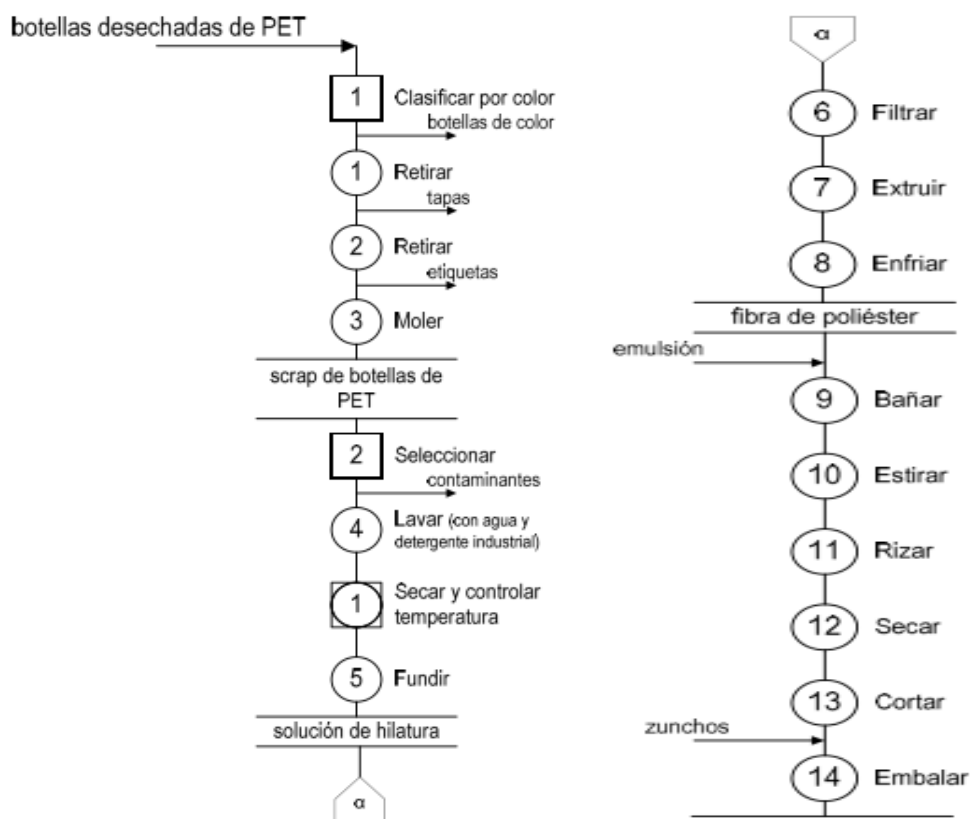 botellas desechadas de PET
1 Clasificar por color
botellas de color
1 Retirar
tapas
2 Retirar
etiquetas
3 Moler
scrap de botellas de
PET
2 Seleccionar
contaminantes
4 Lavar (con agua y
detergente industrial)
1 Secar y controlar
temperatura
5 Fundir
solución de hilatura
α
α
6 Filtrar
7 Extruir
8 Enfriar
fibra de poliéster
emulsión
9 Bañar
10 Estirar
11 Rizar
12 Secar
13 Cortar
zunchos
14 Embalar